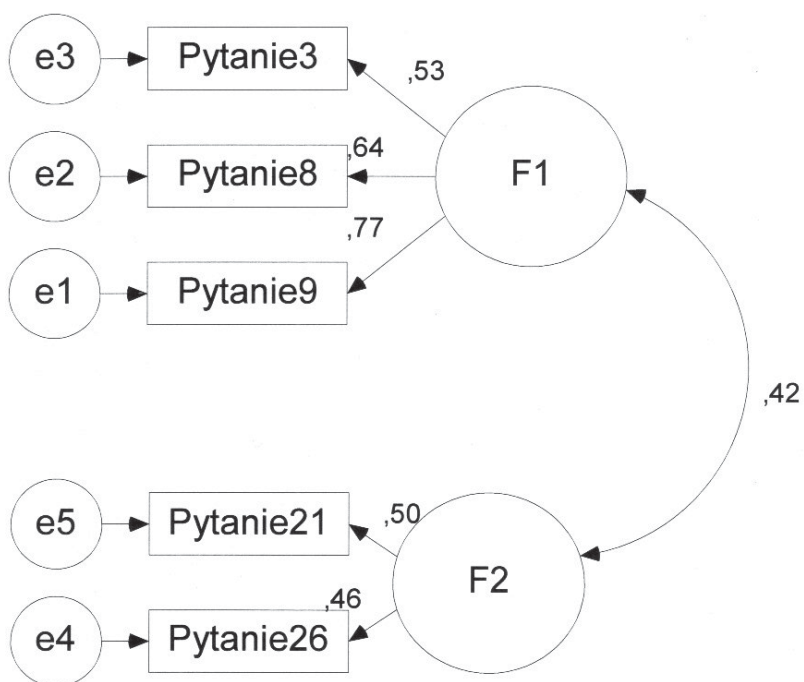 e3
Pytanie3
,53
e2
Pytanie8
,64
F1
,77
e1
Pytanie9
,42
e5
Pytanie21
,50
F2
,46
e4
Pytanie26